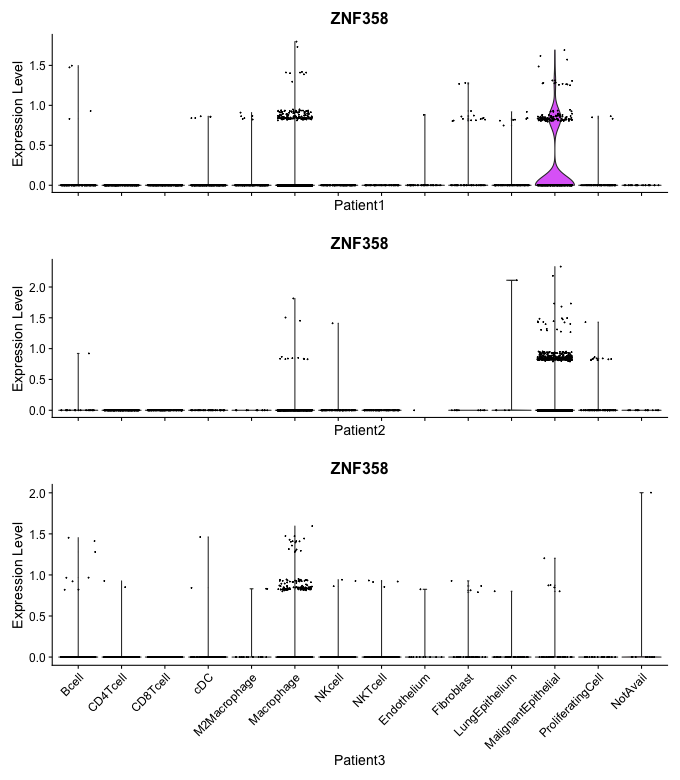 ZNF358
Expression Level
1.5
1.0
0.5
0.0
Patient1
ZNF358
Expression Level
2.0
1.5
1.0
0.5
0.0
Patient2
ZNF358
Expression Level
2.0
1.5
1.0
0.5
0.0
Bcell
CD4Tcell
CD8Tcell
cDC
M2Macrophage
Macrophage
NKcell
NKTcell
Endothelium
Fibroblast
LungEpithelium
MalignantEpithelial
ProliferatingCell
NotAvail
Patient3